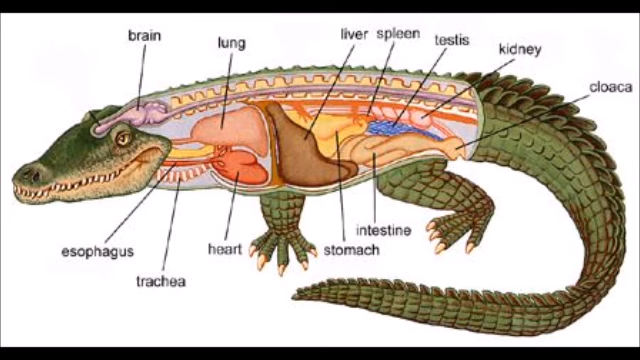 brain
lung
liver
spleen
testis
kidney
cloaca
esophagus
trachea
heart
stomach
intestine